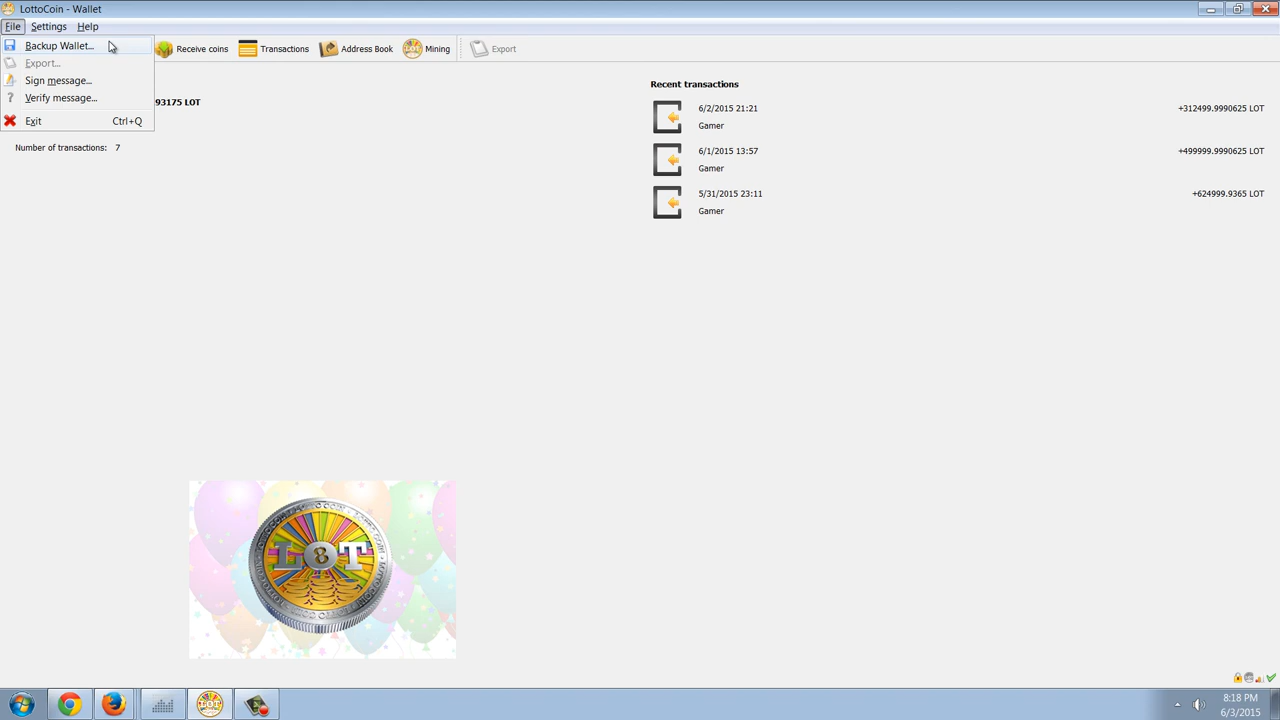 LottoCoin - Wallet
File Settings Help
Backup Wallet...
Export...
Sign message...
Verify message...
Exit Ctrl+Q
Receive coins Transactions Address Book Mining Export
93175 LOT
Number of transactions: 7
Recent transactions
6/2/2015 21:21 +312499.9990625 LOT
Gamer
6/1/2015 13:57 +499999.9990625 LOT
Gamer
5/31/2015 23:11 +624999.9365 LOT
Gamer
L8T
8:18 PM
6/3/2015